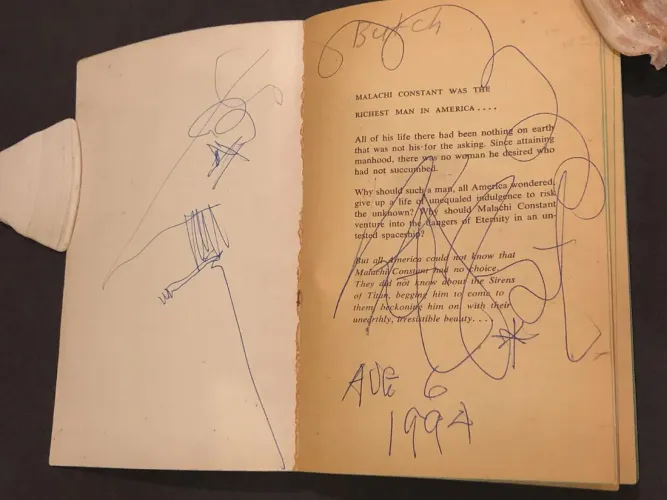 Butch
MALACHI CONSTANT WAS THE
RICHEST MAN IN AMERICA . . . .
All of his life there had been nothing on earth
that was not his for the asking. Since attaining
manhood, there was no woman he desired who
had not succumbed.
Why should such a man, all America wondered,
give up a life of unequaled indulgence to risk
the unknown? Why should Malachi Constant
venture into the dangers of Eternity in an un-
tested spaceship?
But all America could not know that
Malachi Constant had no choice.
They did not know about the Sirens
of Titan, begging him to come to
them, beckoning him on, with their
unearthly, irresistible beauty. . . .
AUG 6
1994